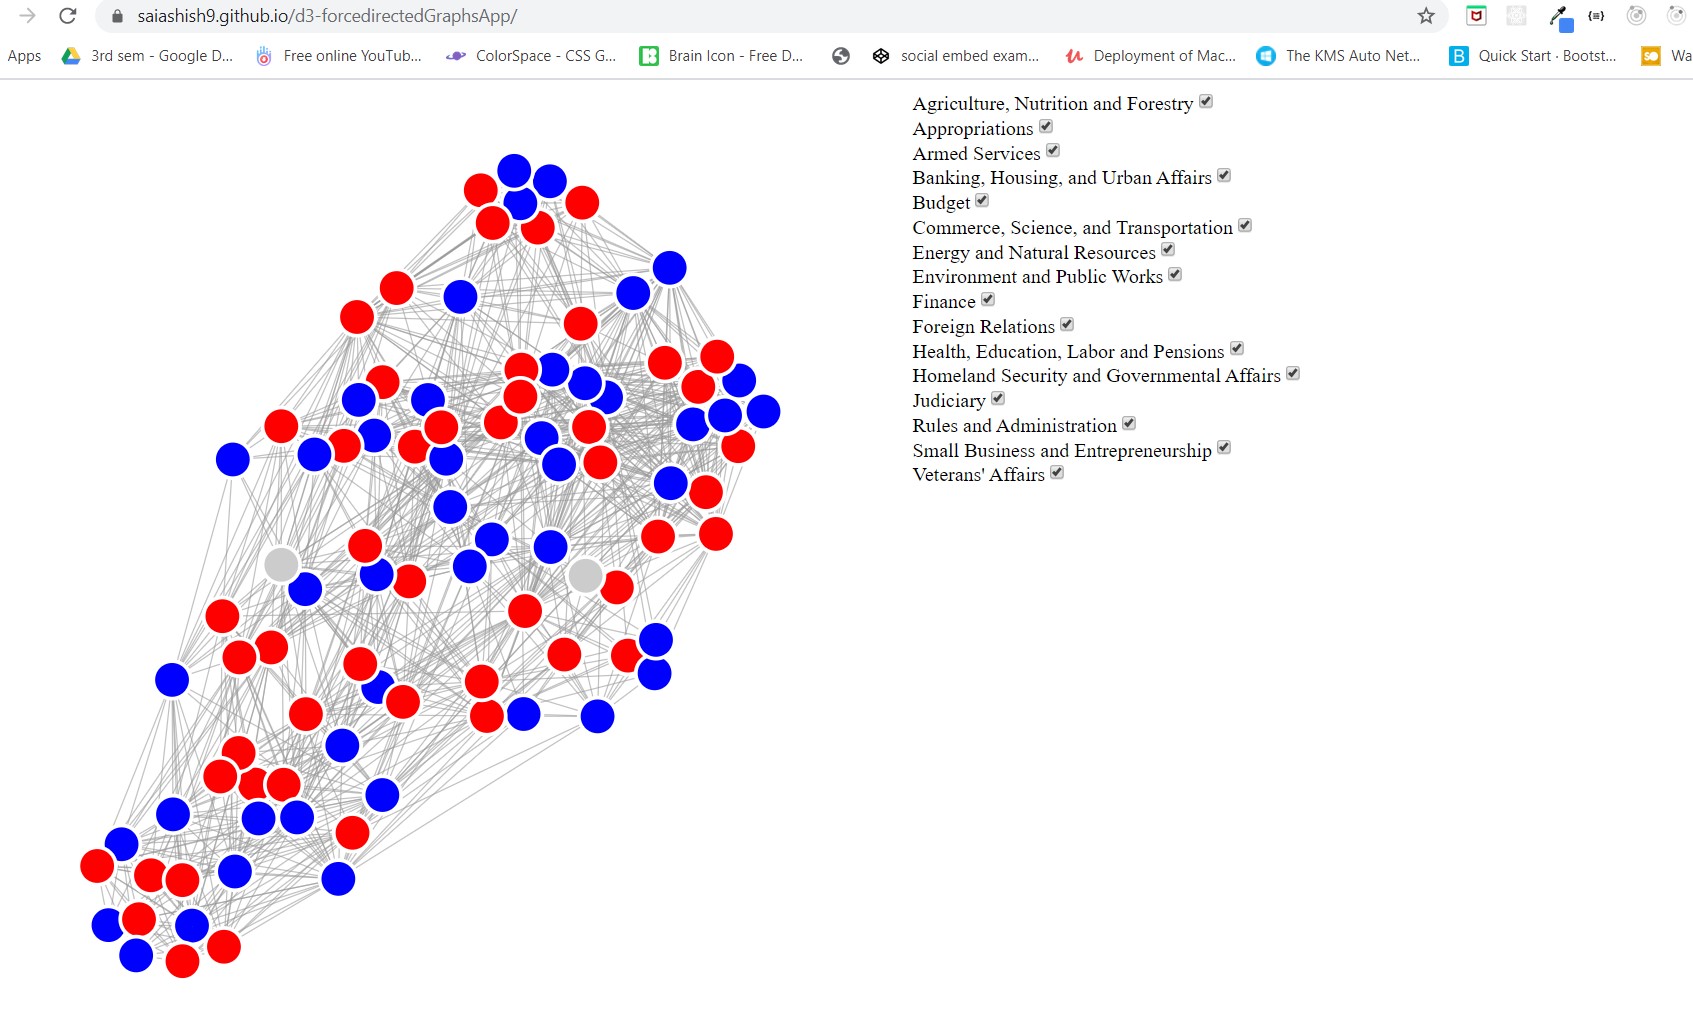 saiashish9.github.io/d3-forcedirectedGraphsApp/
Apps 3rd sem - Google D... Free online YouTub... ColorSpace - CSS G... Brain Icon - Free D... social embed exam... Deployment of Mac... The KMS Auto Net... B Quick Start · Bootst... SO Wa
Agriculture, Nutrition and Forestry
Appropriations
Armed Services
Banking, Housing, and Urban Affairs
Budget
Commerce, Science, and Transportation
Energy and Natural Resources
Environment and Public Works
Finance
Foreign Relations
Health, Education, Labor and Pensions
Homeland Security and Governmental Affairs
Judiciary
Rules and Administration
Small Business and Entrepreneurship
Veterans' Affairs